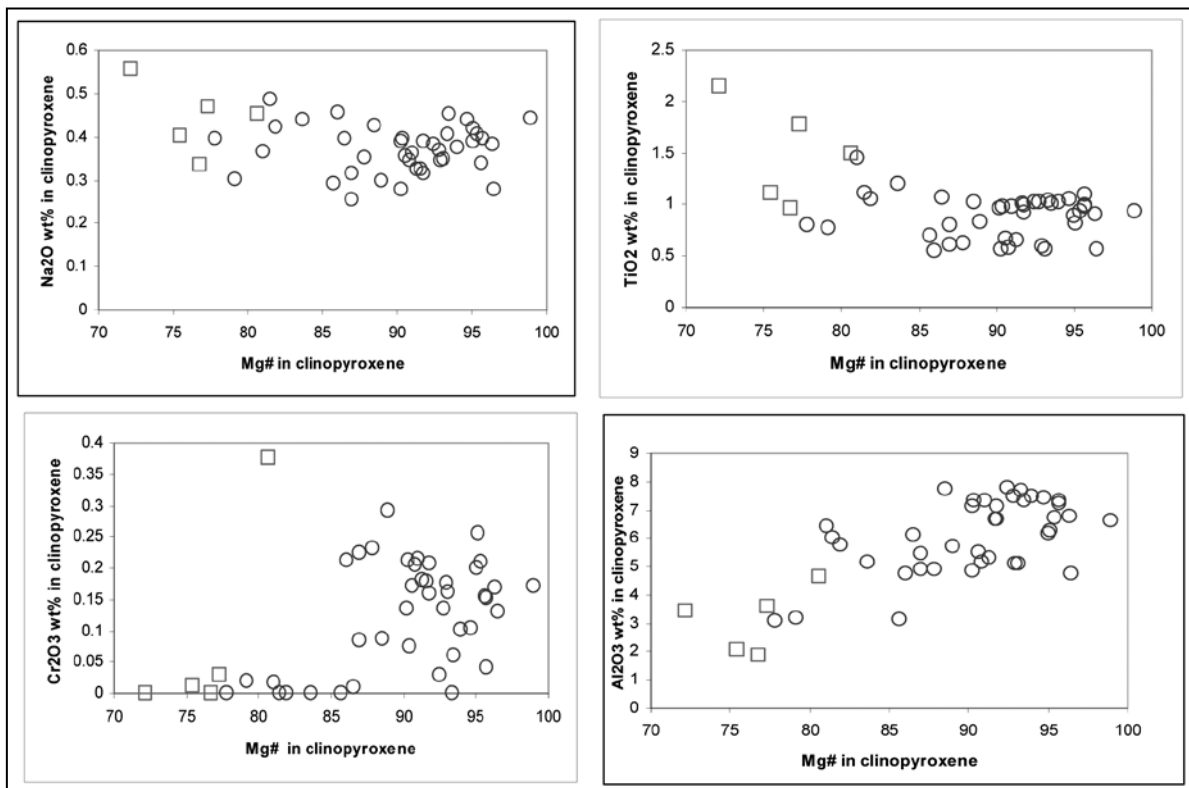 Na2O wt% in clinopyroxene
0.6
0.5
0.4
0.3
0.2
0.1
0
70 75 80 85 90 95 100
Mg# in clinopyroxene
TiO2 wt% in clinopyroxene
2.5
2
1.5
1
0.5
0
70 75 80 85 90 95 100
Mg# in clinopyroxene
Cr2O3 wt% in clinopyroxene
0.4
0.35
0.3
0.25
0.2
0.15
0.1
0.05
0
70 75 80 85 90 95 100
Mg# in clinopyroxene
Al2O3 wt% in clinopyroxene
9
8
7
6
5
4
3
2
1
0
70 75 80 85 90 95 100
Mg# in clinopyroxene